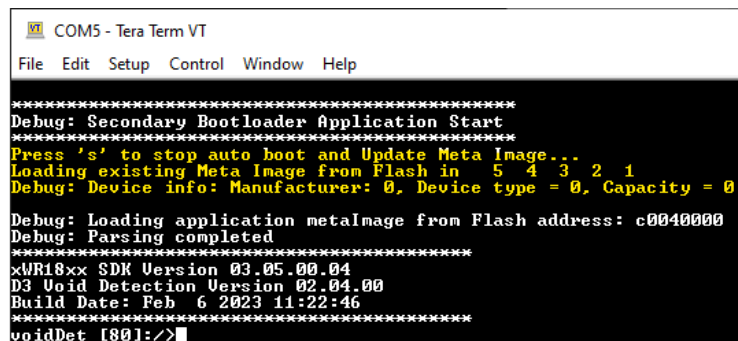 COM5 - Tera Term VT
File Edit Setup Control Window Help
**********************************************
Debug: Secondary Bootloader Application Start
**********************************************
Press 's' to stop auto boot and Update Meta Image...
Loading existing Meta Image from Flash in   5  4  3  2  1
Debug: Device info: Manufacturer: 0, Device type = 0, Capacity = 0
Debug: Loading application metaImage from Flash address: c0040000
Debug: Parsing completed
******************************************
xWR18xx SDK Version 03.05.00.04
D3 Void Detection Version 02.04.00
Build Date: Feb  6 2023 11:22:46
******************************************
voidDet [80]:/>